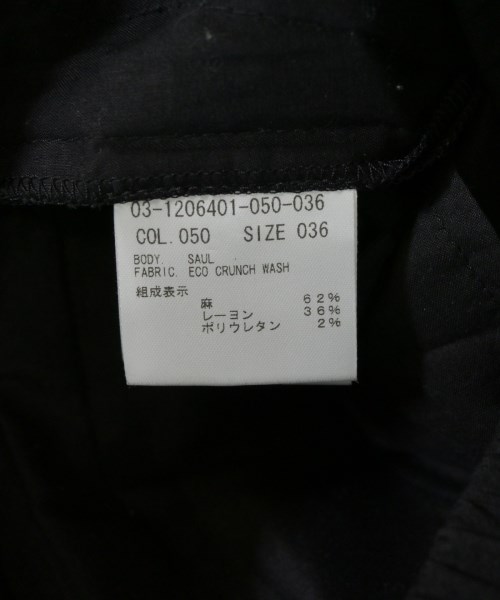 03-1206401-050-036
COL.050 SIZE 036
BODY. SAUL
FABRIC. ECO CRUNCH WASH
組成表示
麻 62%
レーヨン 36%
ポリウレタン 2%